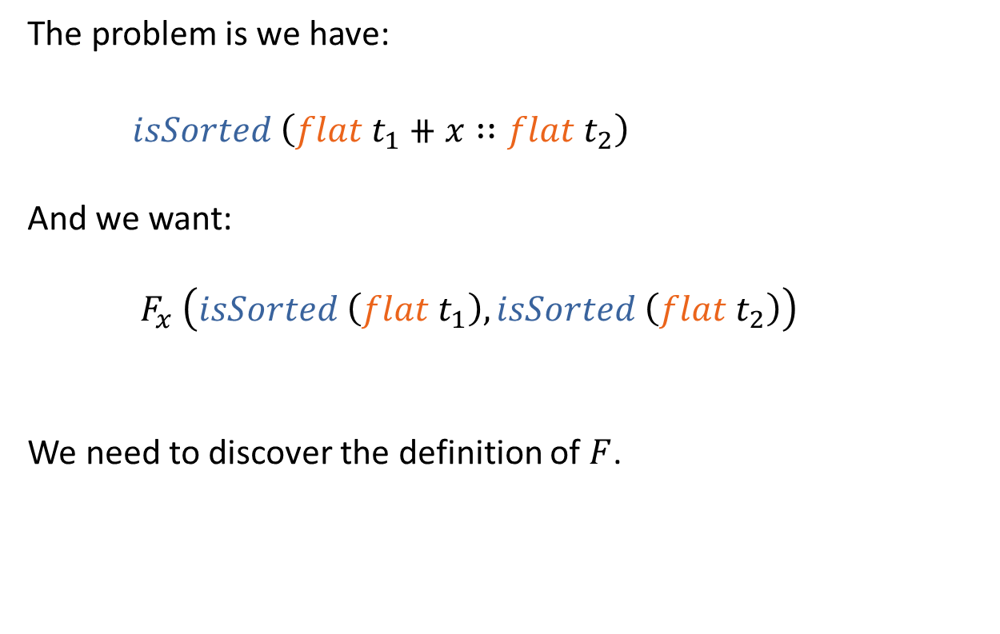 The problem is we have:
isSorted (flat t₁ ⧺ x :: flat t₂)
And we want:
Fₓ (isSorted (flat t₁), isSorted (flat t₂))
We need to discover the definition of F.